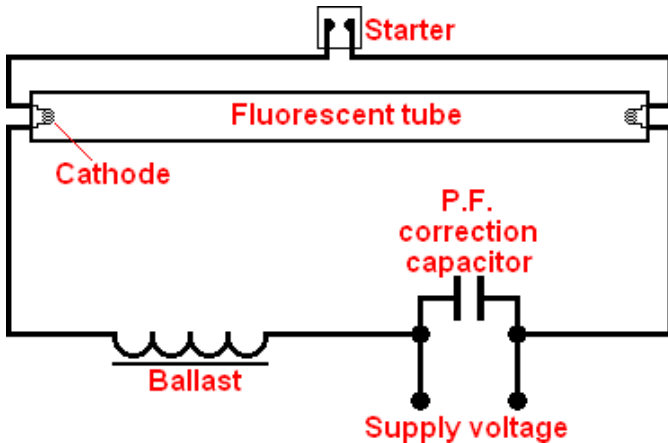 Starter
Fluorescent tube
Cathode
P.F.
correction
capacitor
Ballast
Supply voltage